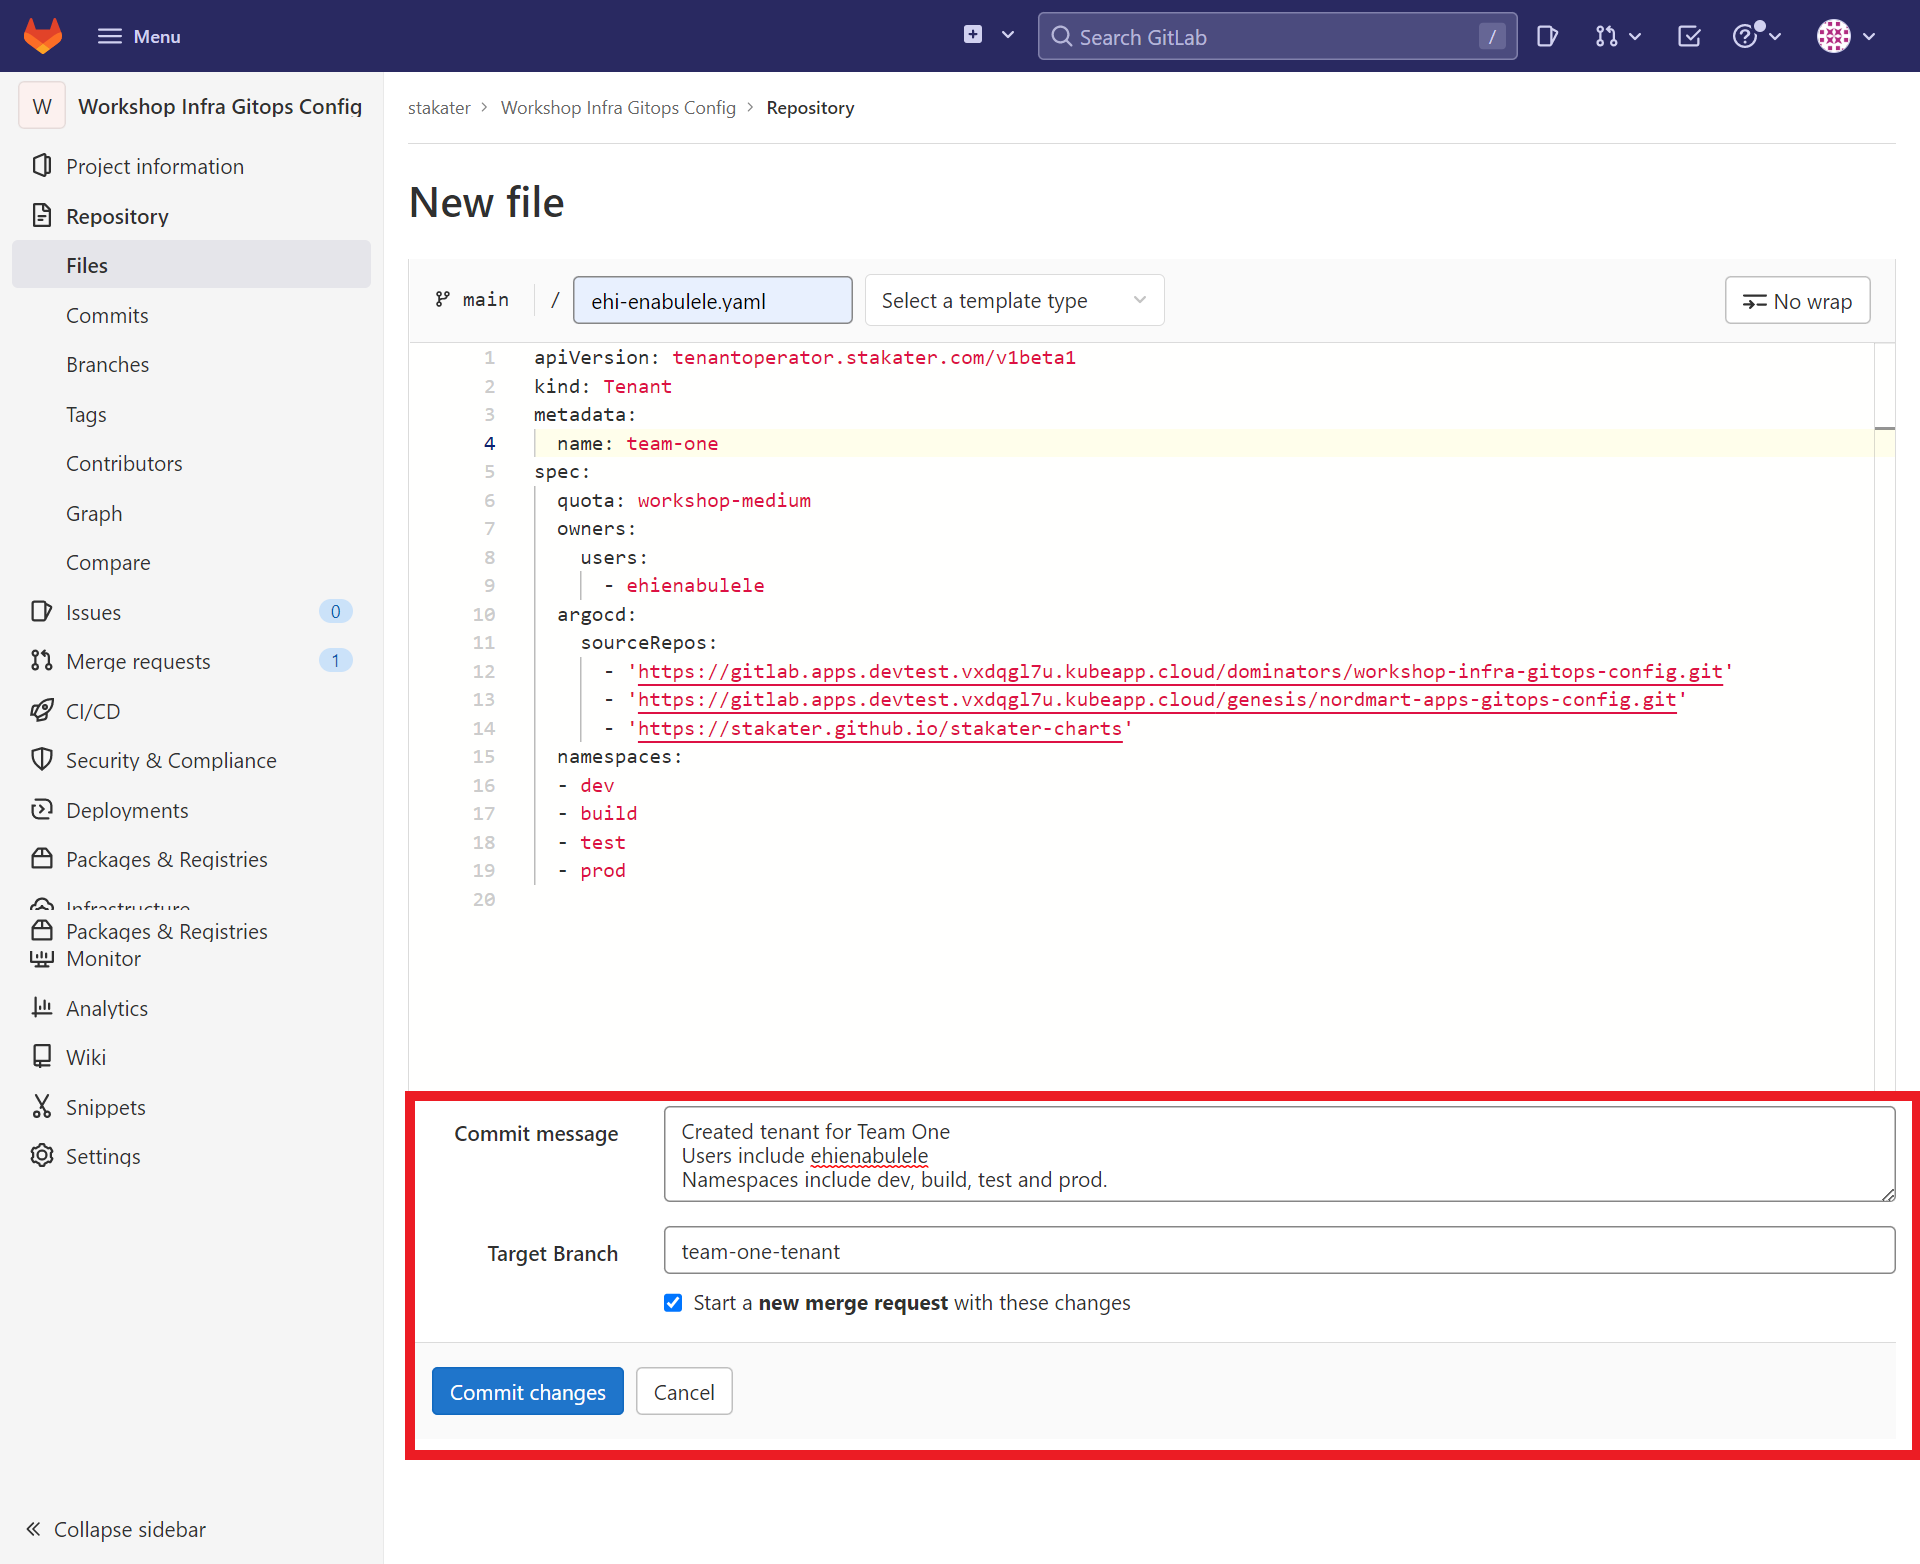 Menu
Search GitLab
/
W
Workshop Infra Gitops Config
Project information
Repository
Files
Commits
Branches
Tags
Contributors
Graph
Compare
Issues
0
Merge requests
1
CI/CD
Security & Compliance
Deployments
Packages & Registries
Infrastructure
Packages & Registries
Monitor
Analytics
Wiki
Snippets
Settings
Collapse sidebar
stakater > Workshop Infra Gitops Config > Repository
New file
main / ehi-enabulele.yaml Select a template type No wrap
1 apiVersion: tenantoperator.stakater.com/v1beta1
2 kind: Tenant
3 metadata:
4 name: team-one
5 spec:
6 quota: workshop-medium
7 owners:
8 users:
9 - ehienabulele
10 argocd:
11 sourceRepos:
12 - 'https://gitlab.apps.devtest.vxdqgl7u.kubeapp.cloud/dominators/workshop-infra-gitops-config.git'
13 - 'https://gitlab.apps.devtest.vxdqgl7u.kubeapp.cloud/genesis/nordmart-apps-gitops-config.git'
14 - 'https://stakater.github.io/stakater-charts'
15 namespaces:
16 - dev
17 - build
18 - test
19 - prod
20
Commit message
Created tenant for Team One
Users include ehienabulele
Namespaces include dev, build, test and prod.
Target Branch
team-one-tenant
Start a new merge request with these changes
Commit changes
Cancel